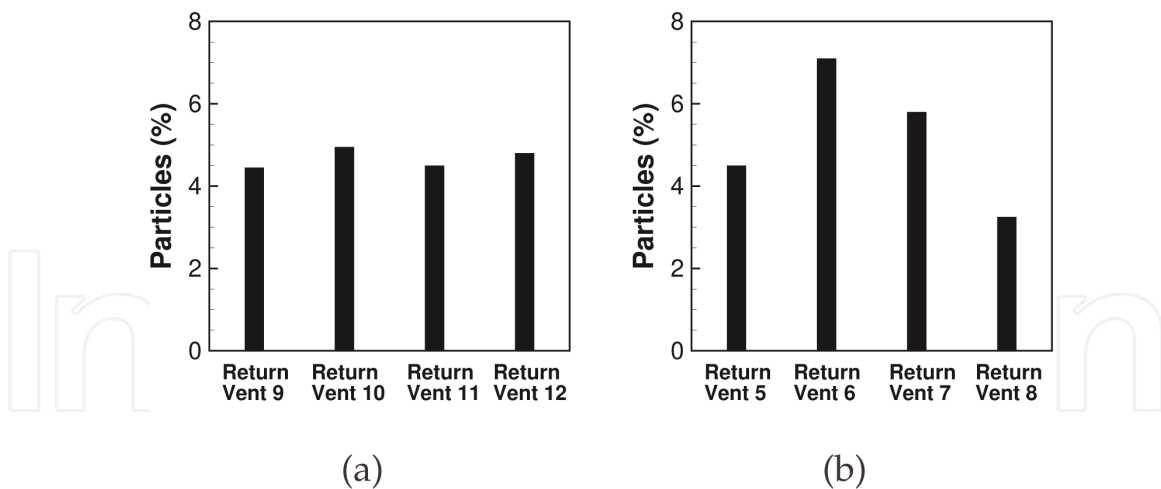 8
6
4
2
0
Particles (%)
Return
Vent 9
Return
Vent 10
Return
Vent 11
Return
Vent 12
(a)
8
6
4
2
0
Particles (%)
Return
Vent 5
Return
Vent 6
Return
Vent 7
Return
Vent 8
(b)
In
n